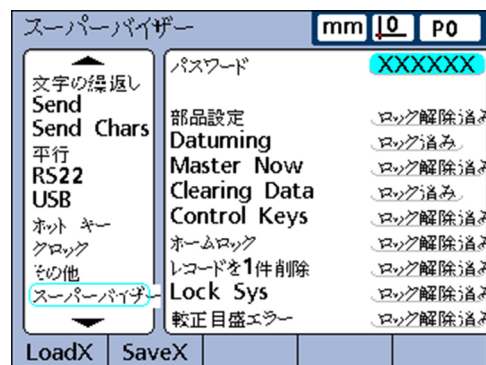 スーパーバイザー mm 0 P0
文字の繰返し
Send
Send Chars
平行
RS22
USB
ホット キー
クロック
その他
スーパーバイザー
パスワード XXXXXX
部品設定 ロック解除済み
Datuming ロック済み
Master Now ロック解除済み
Clearing Data ロック済み
Control Keys ロック解除済み
ホームロック ロック解除済み
レコードを1件削除 ロック解除済み
Lock Sys ロック解除済み
較正目盛エラー ロック解除済み
LoadX SaveX